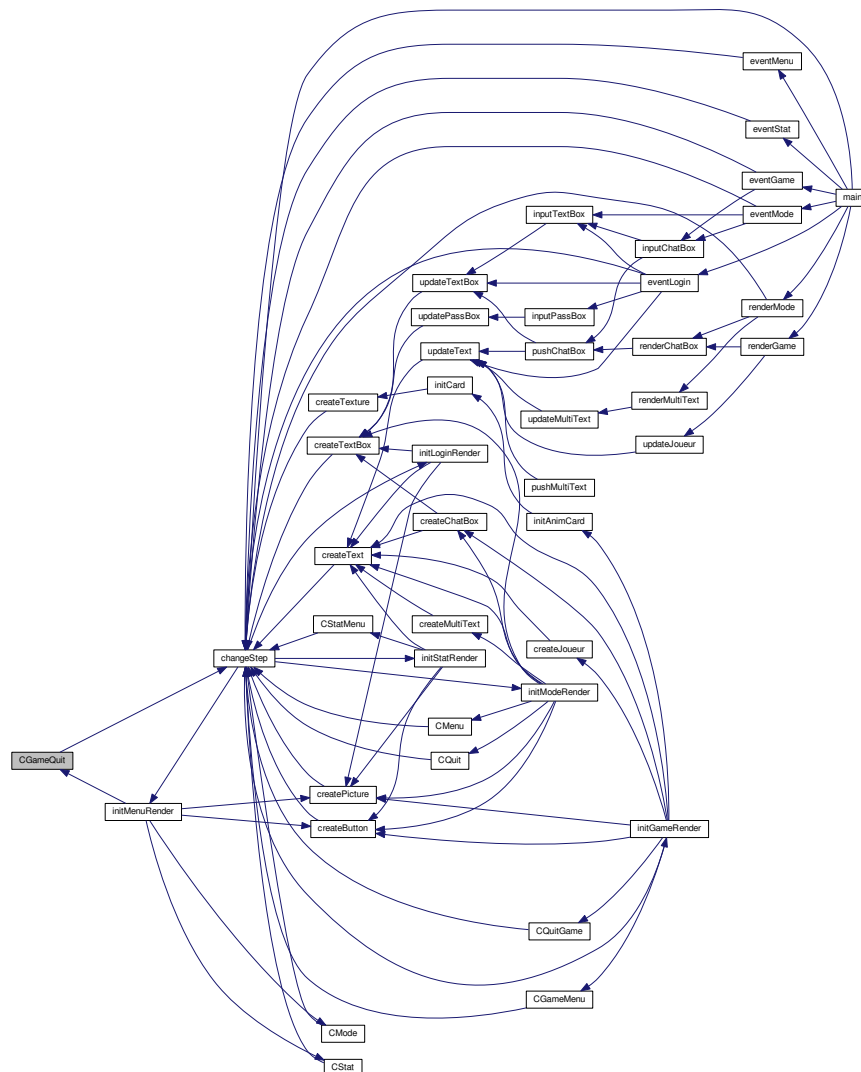 eventMenu
eventStat
eventGame
main
eventMode
inputTextBox
inputChatBox
eventLogin
updateTextBox
renderMode
updatePassBox
inputPassBox
renderChatBox
renderGame
updateText
pushChatBox
initCard
createTexture
renderMultiText
updateMultiText
createTextBox
updateJoueur
initLoginRender
pushMultiText
createChatBox
initAnimCard
createText
CStatMenu
createMultiText
createJoueur
changeStep
initStatRender
initModeRender
CMenu
CGameQuit
CQuit
createPicture
initMenuRender
createButton
initGameRender
CQuitGame
CGameMenu
CMode
CStat